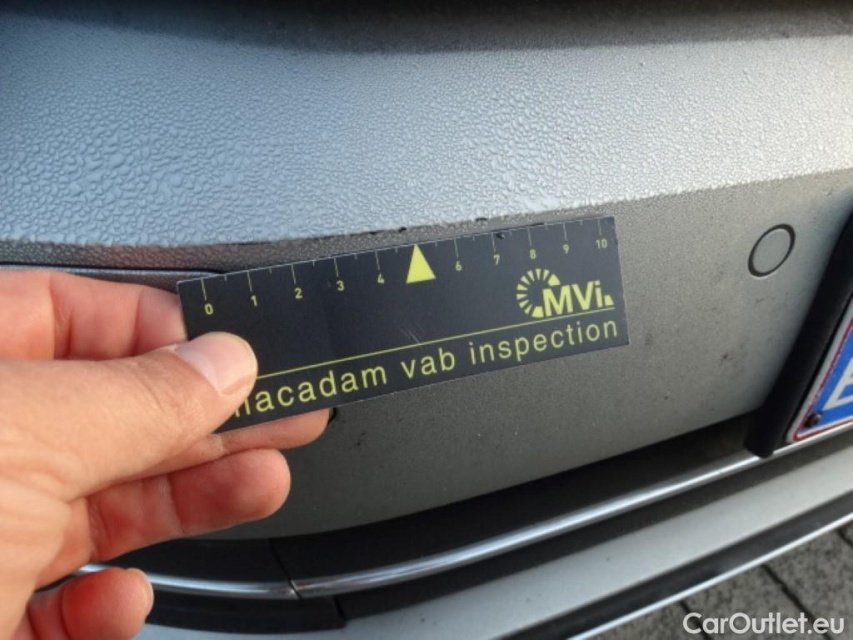 0 1 2 3 4 6 7 8 9 10
MVi.
macadam vab inspection
CarOutlet.eu